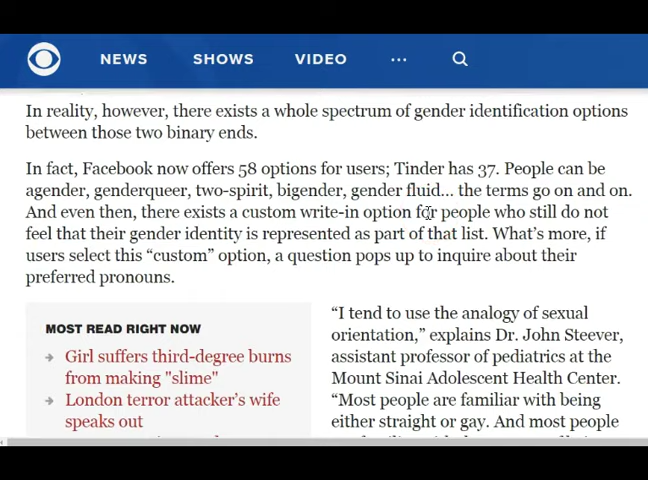 NEWS SHOWS VIDEO ...
In reality, however, there exists a whole spectrum of gender identification options
between those two binary ends.
In fact, Facebook now offers 58 options for users; Tinder has 37. People can be
agender, genderqueer, two-spirit, bigender, gender fluid... the terms go on and on.
And even then, there exists a custom write-in option for people who still do not
feel that their gender identity is represented as part of that list. What's more, if
users select this “custom” option, a question pops up to inquire about their
preferred pronouns.
MOST READ RIGHT NOW
Girl suffers third-degree burns
from making "slime"
London terror attacker's wife
speaks out
“I tend to use the analogy of sexual
orientation,” explains Dr. John Steever,
assistant professor of pediatrics at the
Mount Sinai Adolescent Health Center.
“Most people are familiar with being
either straight or gay. And most people